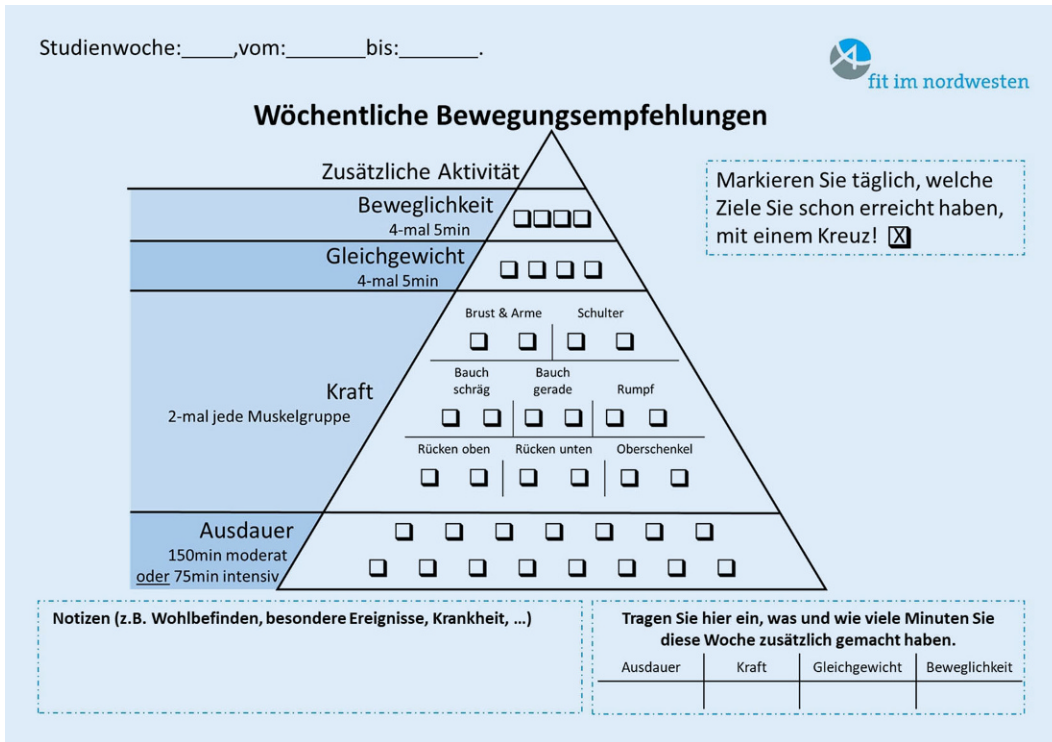 Studienwoche:_____,vom:_______bis:_______.
fit im nordwesten
Wöchentliche Bewegungsempfehlungen
Zusätzliche Aktivität
Markieren Sie täglich, welche
Ziele Sie schon erreicht haben,
mit einem Kreuz! X
Beweglichkeit
4-mal 5min
Gleichgewicht
4-mal 5min
Brust & Arme Schulter
Bauch schräg Bauch gerade Rumpf
Kraft
2-mal jede Muskelgruppe
Rücken oben Rücken unten Oberschenkel
Ausdauer
150min moderat
oder 75min intensiv
Notizen (z.B. Wohlbefinden, besondere Ereignisse, Krankheit, …)
Tragen Sie hier ein, was und wie viele Minuten Sie
diese Woche zusätzlich gemacht haben.
Ausdauer Kraft Gleichgewicht Beweglichkeit